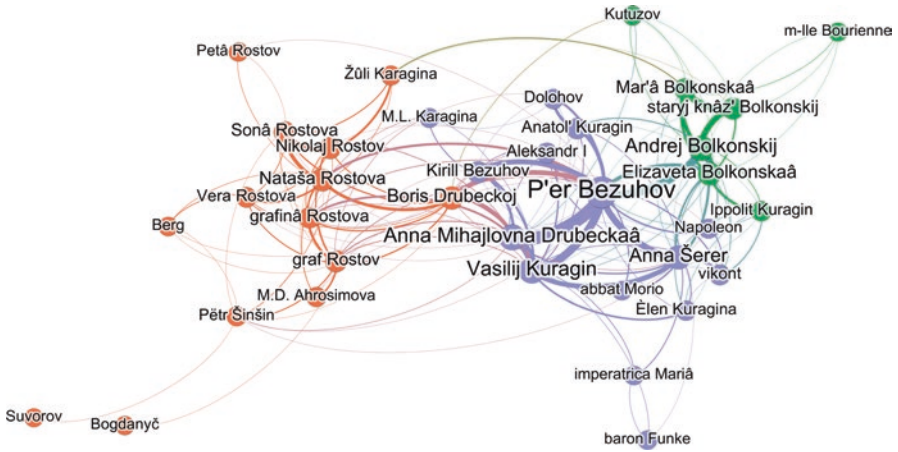 Kutuzov
m-lle Bourienne
Petâ Rostov
Žûli Karagina
Mar'â Bolkonskaâ
staryj knâz' Bolkonskij
Dolohov
M.L. Karagina
Anatol' Kuragin
Sonâ Rostova
Nikolaj Rostov
Aleksandr I
Andrej Bolkonskij
Kirill Bezuhov
Elizaveta Bolkonskaâ
Nataša Rostova
P'er Bezuhov
Vera Rostova
Boris Drubeckoj
grafinâ Rostova
Ippolit Kuragin
Berg
Napoleon
Anna Mihajlovna Drubeckaâ
graf Rostov
Anna Šerer
Vasilij Kuragin
vikont
M.D. Ahrosimova
abbat Morio
Pëtr Šinšin
Èlen Kuragina
imperatrica Mariâ
Suvorov
Bogdanyč
baron Funke